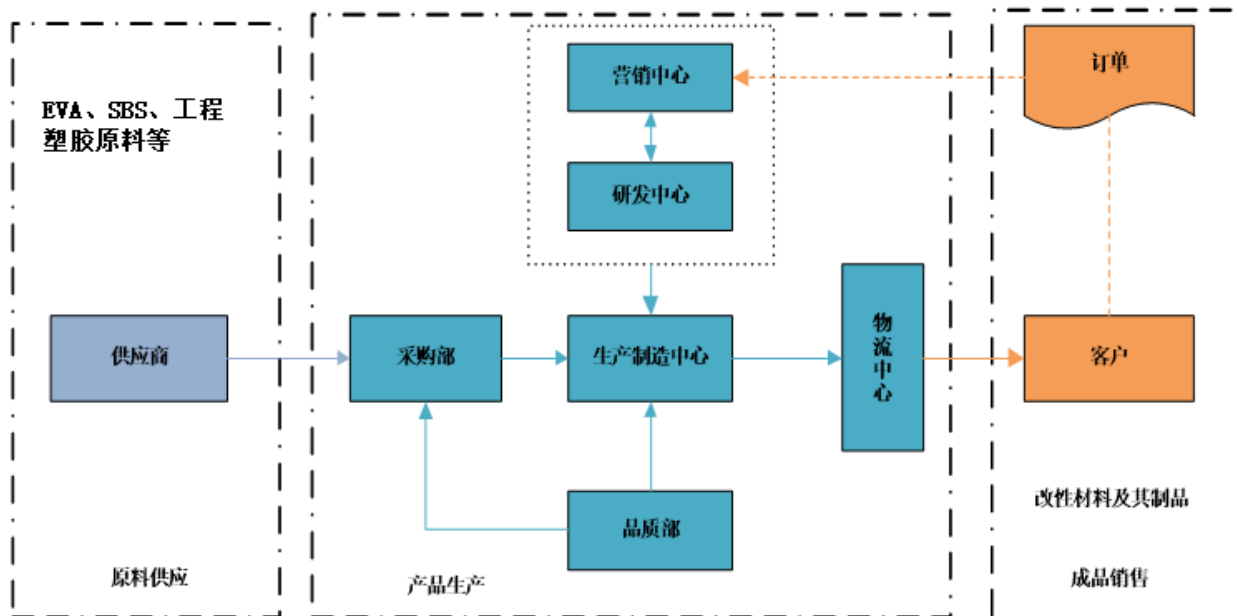 EVA、SBS、工程
塑胶原料等
供应商
原料供应
营销中心
研发中心
采购部
生产制造中心
物流中心
品质部
产品生产
订单
客户
改性材料及其制品
成品销售